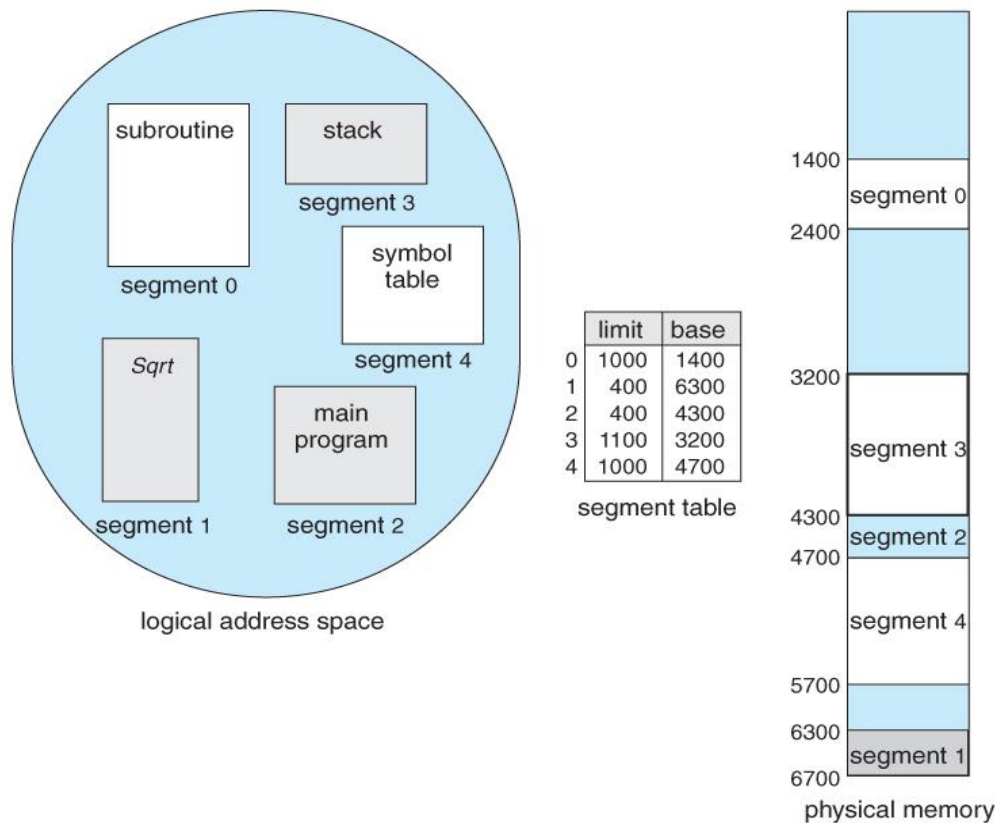 subroutine
stack
segment 3
symbol
table
segment 0
segment 4
Sqrt
main
program
segment 1
segment 2
logical address space
limit base
0 1000 1400
1 400 6300
2 400 4300
3 1100 3200
4 1000 4700
segment table
1400
segment 0
2400
3200
segment 3
4300
segment 2
4700
segment 4
5700
6300
segment 1
6700
physical memory